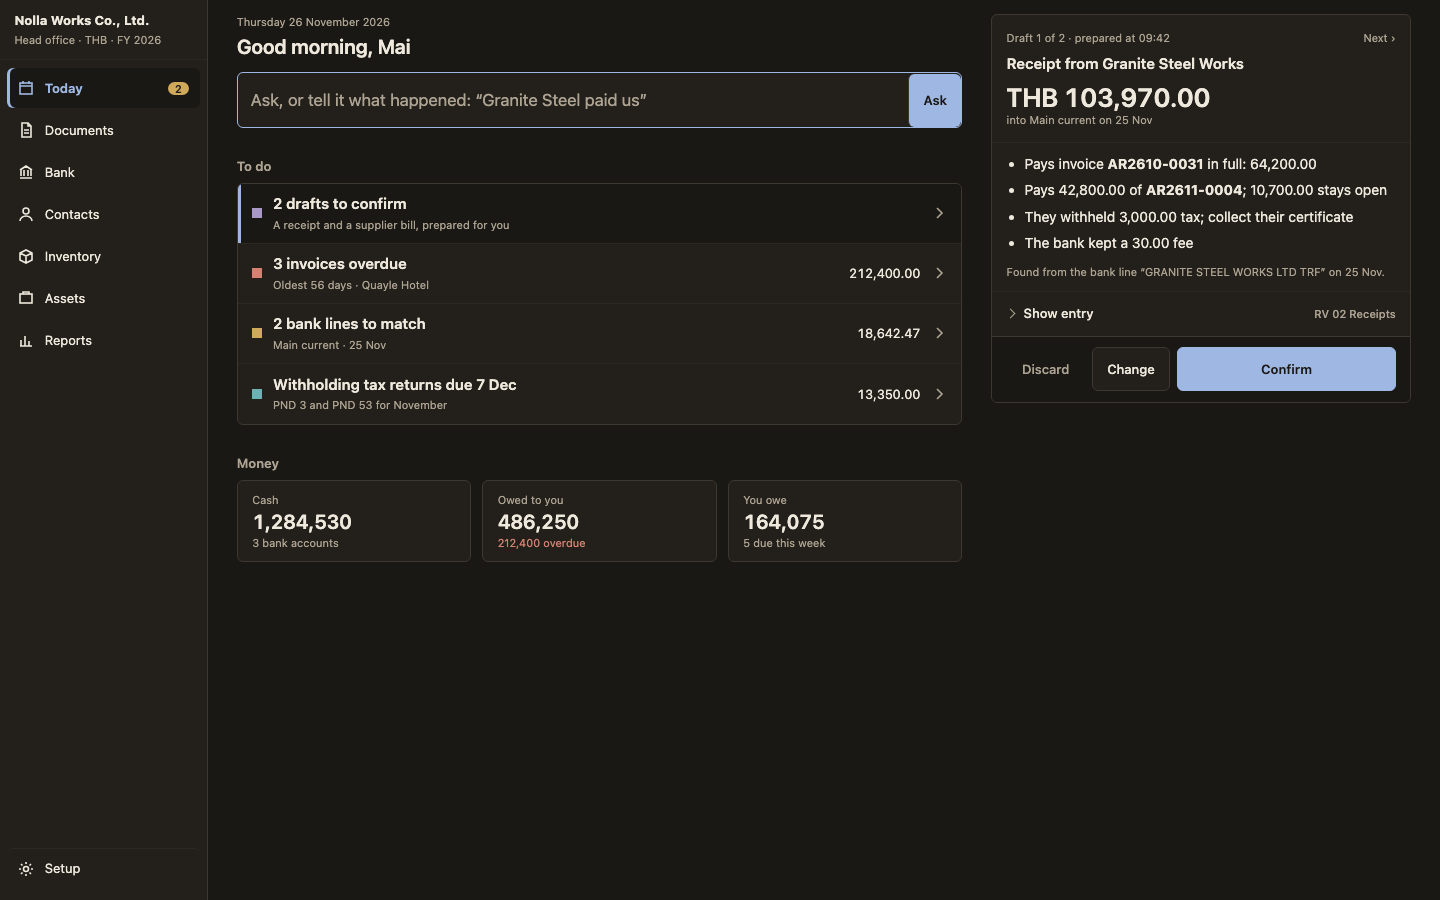 Nolla Works Co., Ltd.
Head office · THB · FY 2026
Today
2
Documents
Bank
Contacts
Inventory
Assets
Reports
Setup
Thursday 26 November 2026
Good morning, Mai
Ask, or tell it what happened: “Granite Steel paid us”
Ask
To do
2 drafts to confirm
A receipt and a supplier bill, prepared for you
3 invoices overdue
Oldest 56 days · Quayle Hotel
212,400.00
2 bank lines to match
Main current · 25 Nov
18,642.47
Withholding tax returns due 7 Dec
PND 3 and PND 53 for November
13,350.00
Money
Cash
1,284,530
3 bank accounts
Owed to you
486,250
212,400 overdue
You owe
164,075
5 due this week
Draft 1 of 2 · prepared at 09:42
Next ›
Receipt from Granite Steel Works
THB 103,970.00
into Main current on 25 Nov
• Pays invoice AR2610-0031 in full: 64,200.00
• Pays 42,800.00 of AR2611-0004; 10,700.00 stays open
• They withheld 3,000.00 tax; collect their certificate
• The bank kept a 30.00 fee
Found from the bank line “GRANITE STEEL WORKS LTD TRF” on 25 Nov.
Show entry
RV 02 Receipts
Discard
Change
Confirm